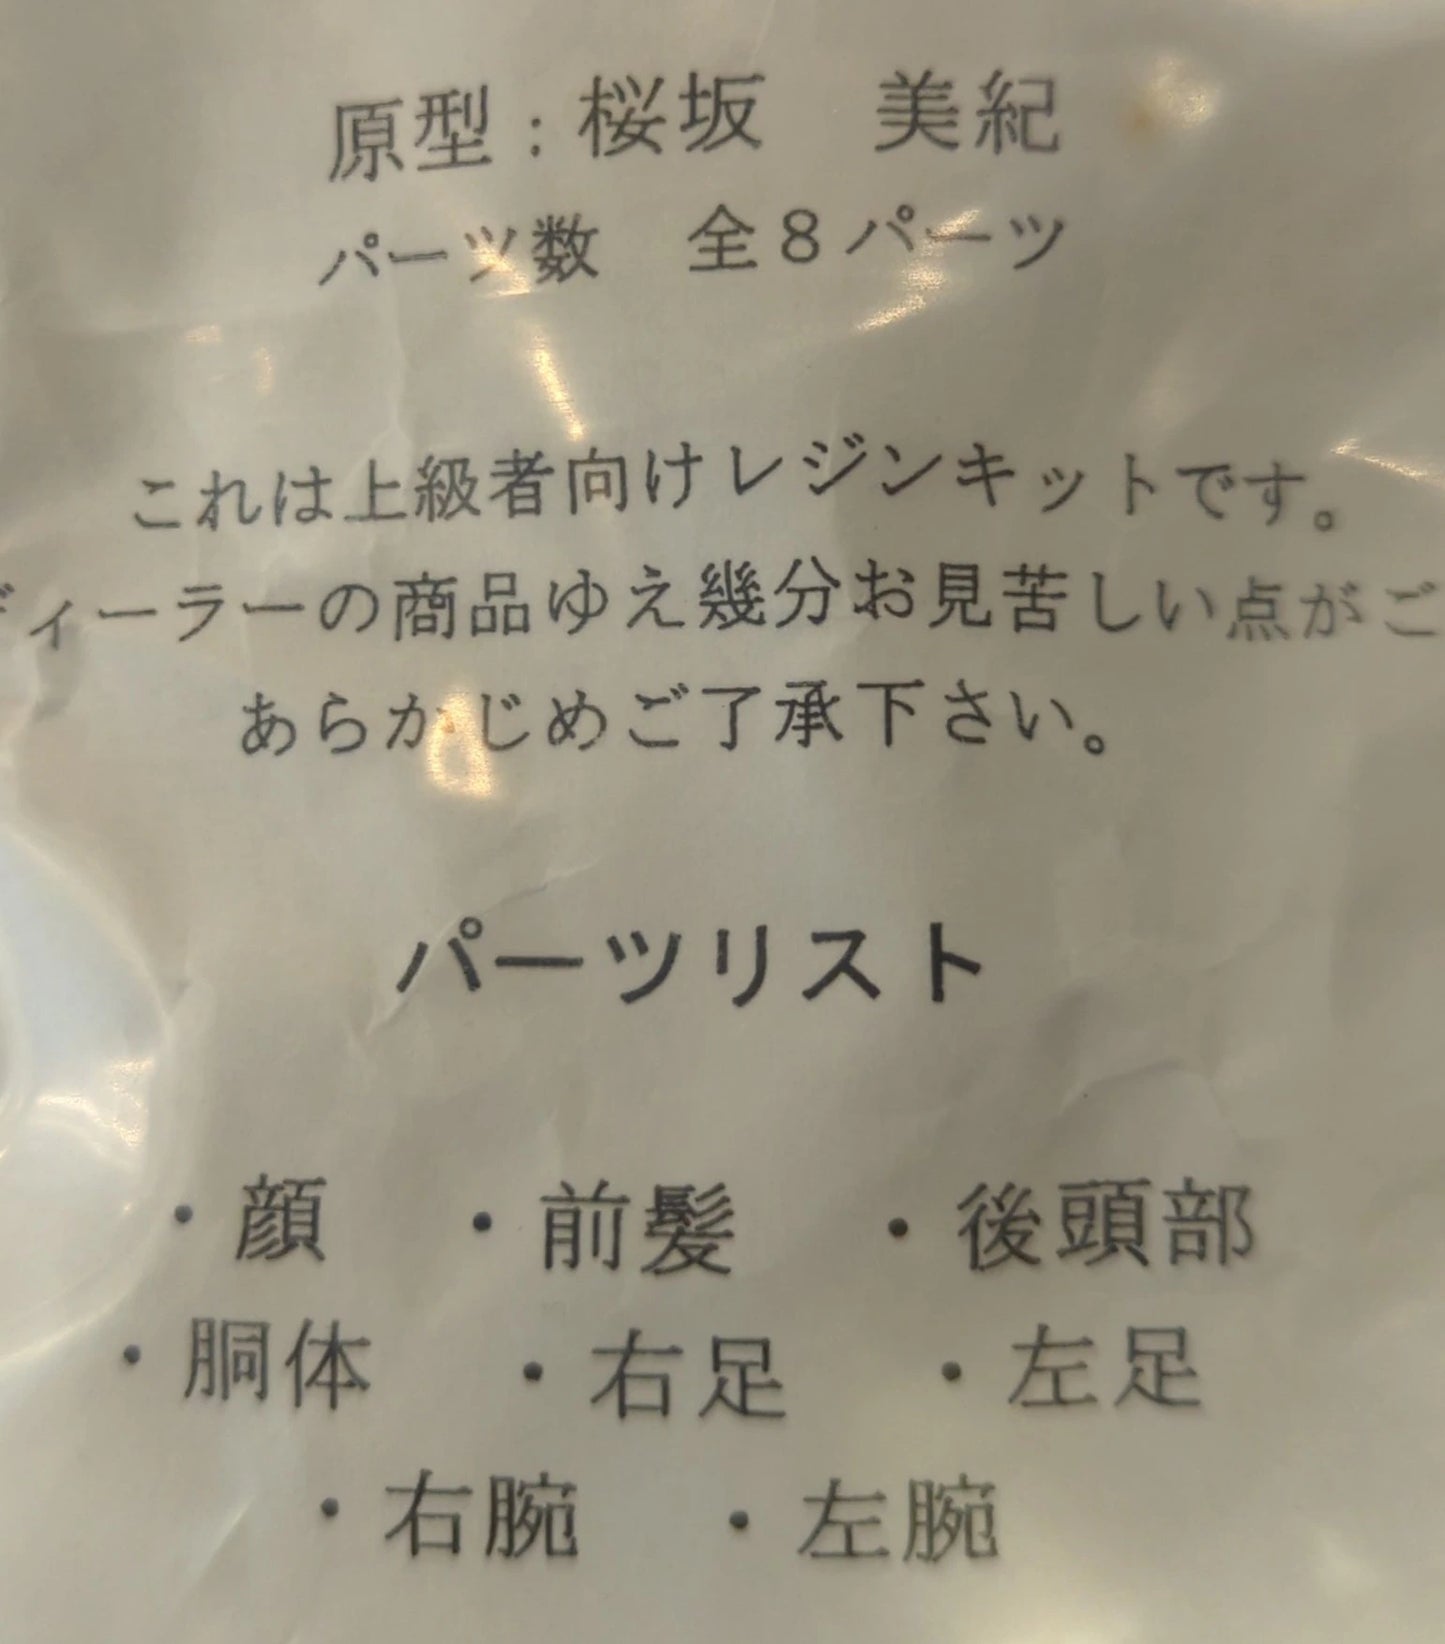 原型：桜坂　美紀
パーツ数　全８パーツ
これは上級者向けレジンキットです。
ディーラーの商品ゆえ幾分お見苦しい点がご
あらかじめご了承下さい。
パーツリスト
・顔　・前髪　・後頭部
・胴体　・右足　・左足
・右腕　・左腕